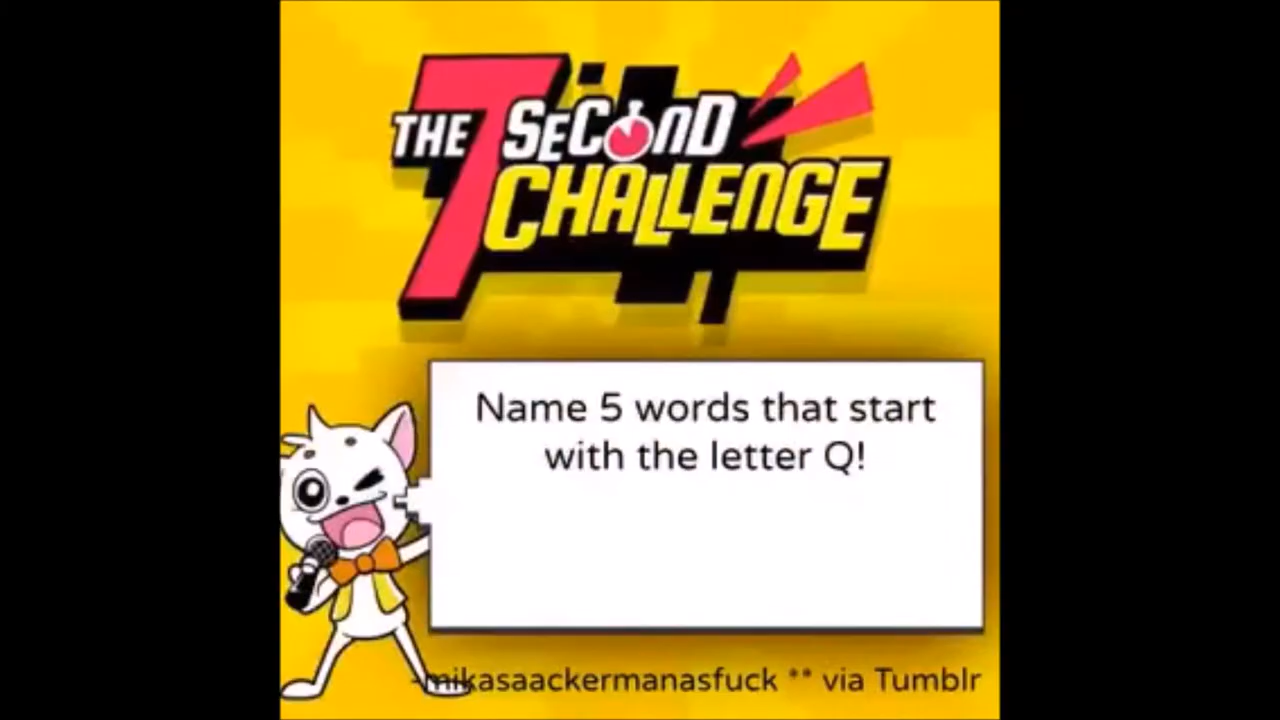 THE 7 SECOND
CHALLENGE
Name 5 words that start
with the letter Q!
-mikasaackermanasfuck ** via Tumblr